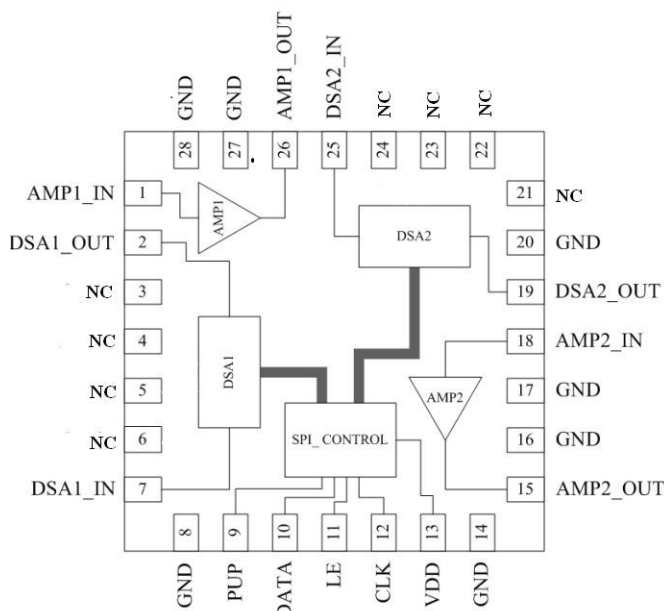 GND
GND
AMP1_OUT
DSA2_IN
NC
NC
NC
28
27
26
25
24
23
22
AMP1_IN
1
AMP1
21
NC
DSA1_OUT
2
DSA2
20
GND
NC
3
19
DSA2_OUT
NC
4
DSA1
18
AMP2_IN
NC
5
AMP2
17
GND
NC
6
SPI_ CONTROL
16
GND
DSA1_IN
7
15
AMP2_OUT
8
9
10
11
12
13
14
GND
PUP
DATA
LE
CLK
VDD
GND